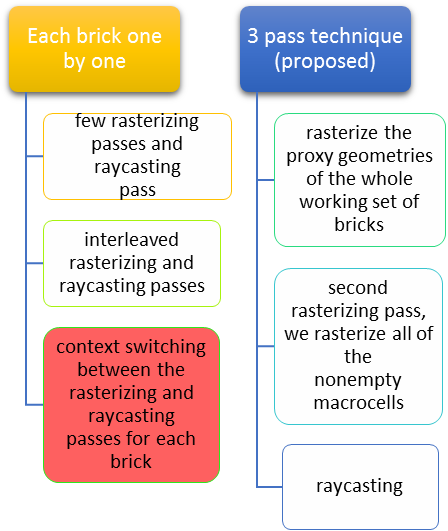 Each brick one
by one
few rasterizing
passes and
raycasting
pass
interleaved
rasterizing and
raycasting passes
context switching
between the
rasterizing and
raycasting
passes for each
brick
3 pass technique
(proposed)
rasterize the
proxy geometries
of the whole
working set of
bricks
second
rasterizing pass,
we rasterize all of
the
nonempty
macrocells
raycasting